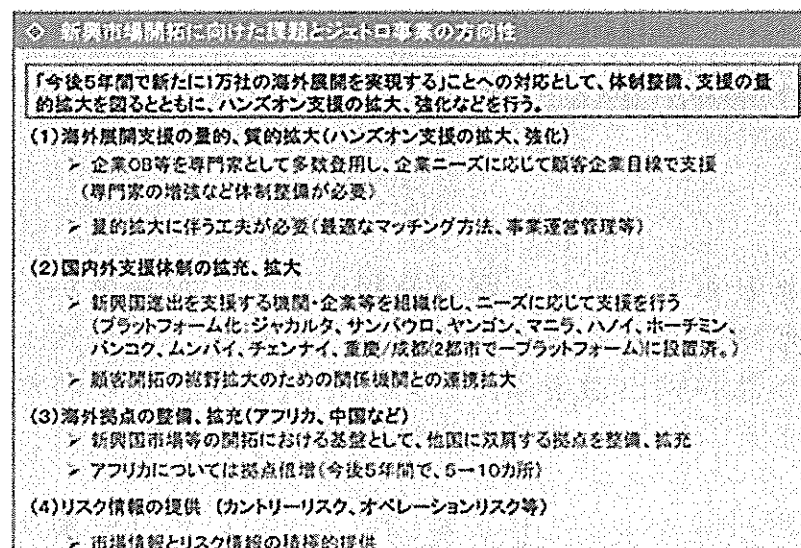 ◇ 新興市場開拓に向けた課題とジェトロ事業の方向性
「今後5年間で新たに1万社の海外展開を実現する」ことへの対応として、体制整備、支援の量
的拡大を図るとともに、ハンズオン支援の拡大、強化などを行う。
(1)海外展開支援の量的、質的拡大(ハンズオン支援の拡大、強化)
➢ 企業OB等を専門家として多数登用し、企業ニーズに応じて顧客企業目線で支援
(専門家の増強など体制整備が必要)
➢ 量的拡大に伴う工夫が必要(最適なマッチング方法、事業運営管理等)
(2)国内外支援体制の拡充、拡大
➢ 新興国進出を支援する機関・企業等を組織化し、ニーズに応じて支援を行う
(プラットフォーム化:ジャカルタ、サンパウロ、ヤンゴン、マニラ、ハノイ、ホーチミン、
バンコク、ムンバイ、チェンナイ、重慶/成都(2都市で一プラットフォーム)に設置済。)
➢ 顧客開拓の裾野拡大のための関係機関との連携拡大
(3)海外拠点の整備、拡充(アフリカ、中国など)
➢ 新興国市場等の開拓における基盤として、他国に双肩する拠点を整備、拡充
➢ アフリカについては拠点倍増(今後5年間で、5→10カ所)
(4)リスク情報の提供 (カントリーリスク、オペレーションリスク等)
➢ 市場情報とリスク情報の積極的提供